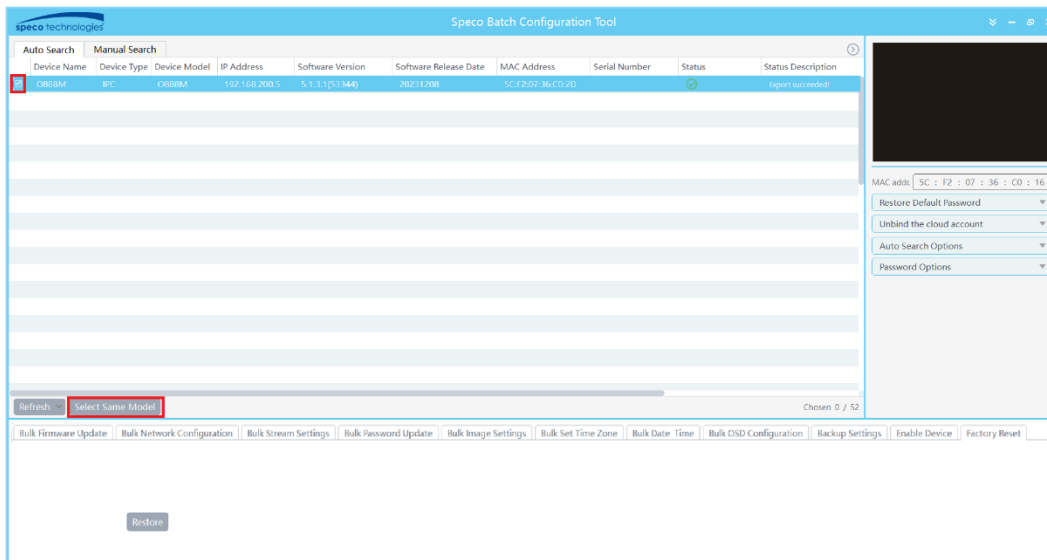 speco technologies
Speco Batch Configuration Tool
Auto Search Manual Search
Device Name Device Type Device Model IP Address Software Version Software Release Date MAC Address Serial Number Status Status Description
O8B8M IPC O8B8M 192.168.200.5 5.1.3.1(53344) 20231208 5C:F2:07:36:C0:2D Export succeeded!
MAC addr: 5C : F2 : 07 : 36 : C0 : 16
Restore Default Password
Unbind the cloud account
Auto Search Options
Password Options
Refresh Select Same Model Chosen 0 / 52
Bulk Firmware Update Bulk Network Configuration Bulk Stream Settings Bulk Password Update Bulk Image Settings Bulk Set Time Zone Bulk Date Time Bulk OSD Configuration Backup Settings Enable Device Factory Reset
Restore